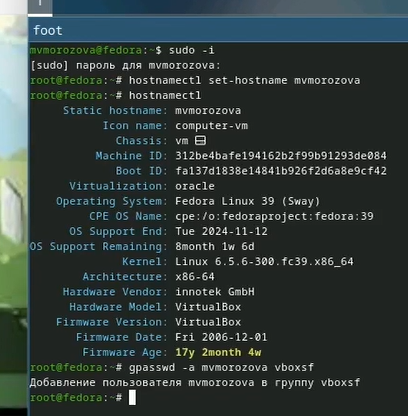 foot
mvmorozova@fedora:~$ sudo -i
[sudo] пароль для mvmorozova:
root@fedora:~# hostnamectl set-hostname mvmorozova
root@fedora:~# hostnamectl
Static hostname: mvmorozova
Icon name: computer-vm
Chassis: vm
Machine ID: 312be4bafe194162b2f99b91293de084
Boot ID: fa137d1838e14841b926f2d6a8e9cf42
Virtualization: oracle
Operating System: Fedora Linux 39 (Sway)
CPE OS Name: cpe:/o:fedoraproject:fedora:39
OS Support End: Tue 2024-11-12
OS Support Remaining: 8month 1w 6d
Kernel: Linux 6.5.6-300.fc39.x86_64
Architecture: x86-64
Hardware Vendor: innotek GmbH
Hardware Model: VirtualBox
Firmware Version: VirtualBox
Firmware Date: Fri 2006-12-01
Firmware Age: 17y 2month 4w
root@fedora:~# gpasswd -a mvmorozova vboxsf
Добавление пользователя mvmorozova в группу vboxsf
root@fedora:~#